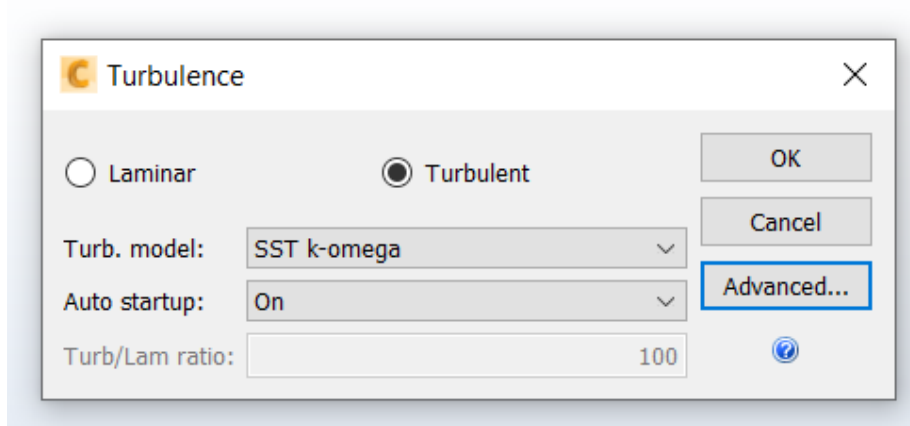 Turbulence
Laminar
Turbulent
OK
Turb. model:
SST k-omega
Cancel
Auto startup:
On
Advanced...
Turb/Lam ratio:
100